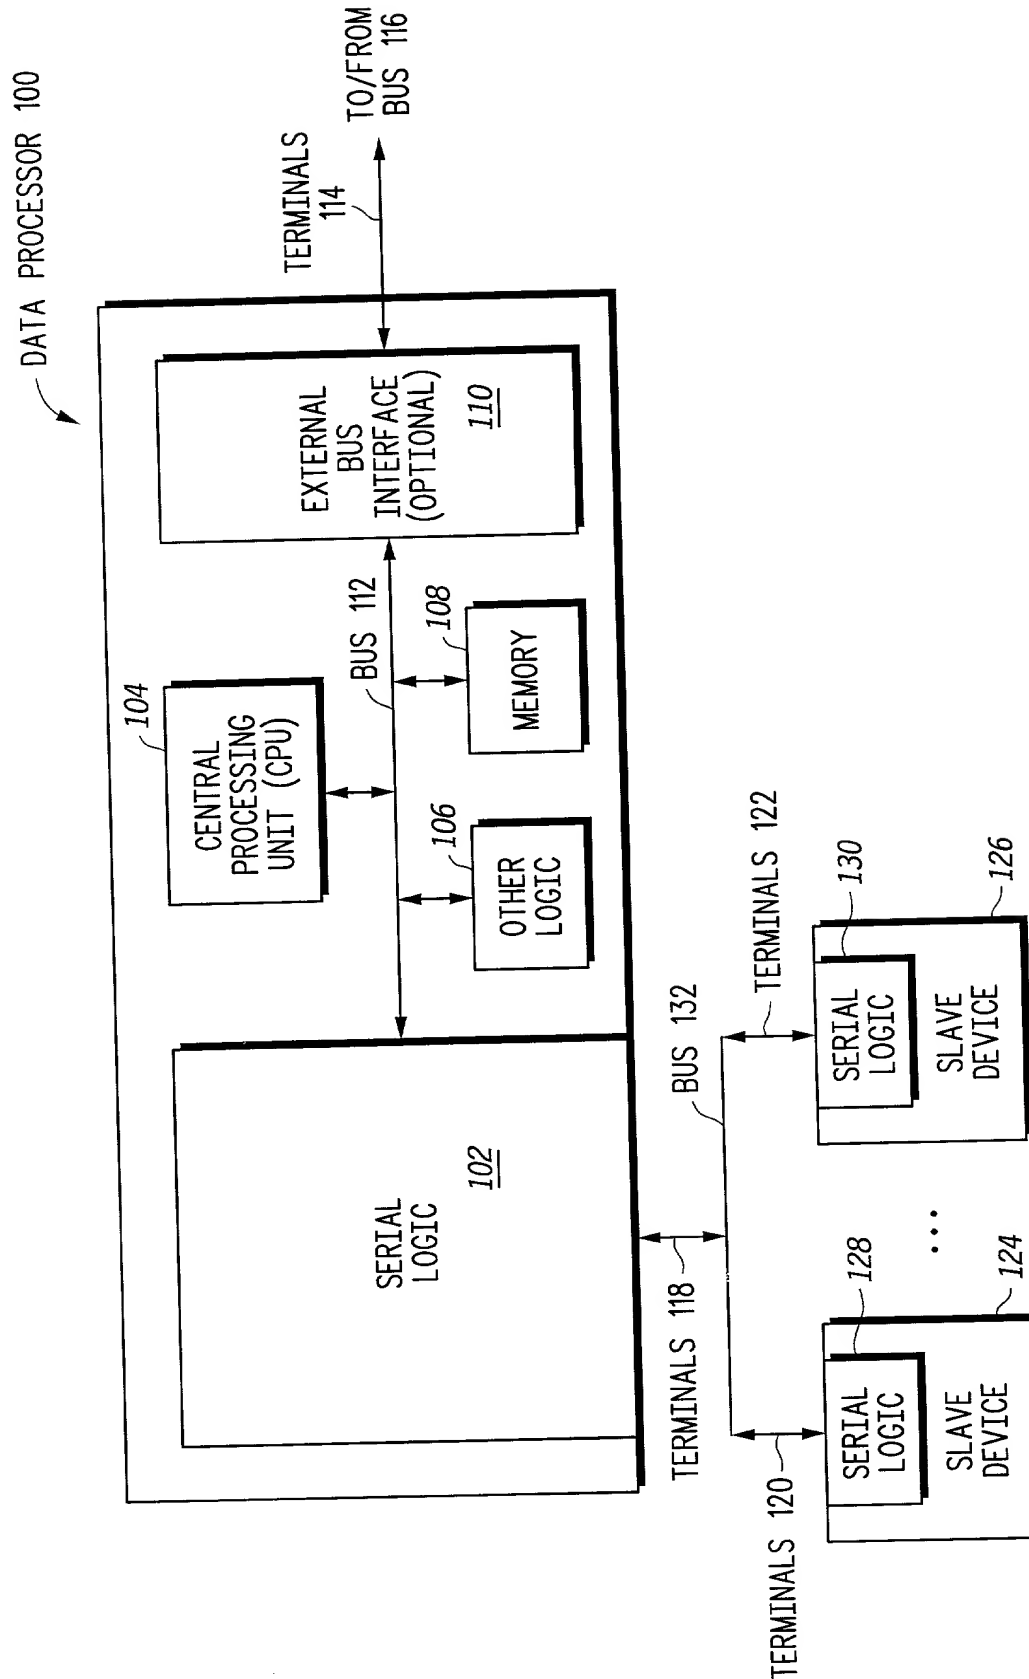 DATA PROCESSOR 100
TERMINALS
114
TO/FROM
BUS 116
EXTERNAL
BUS
INTERFACE
(OPTIONAL)
110
104
CENTRAL
PROCESSING
UNIT (CPU)
BUS 112
108
MEMORY
106
OTHER
LOGIC
SERIAL
LOGIC
102
TERMINALS 118
BUS 132
TERMINALS 120
TERMINALS 122
128
SERIAL
LOGIC
SLAVE
DEVICE
124
...
130
SERIAL
LOGIC
SLAVE
DEVICE
126